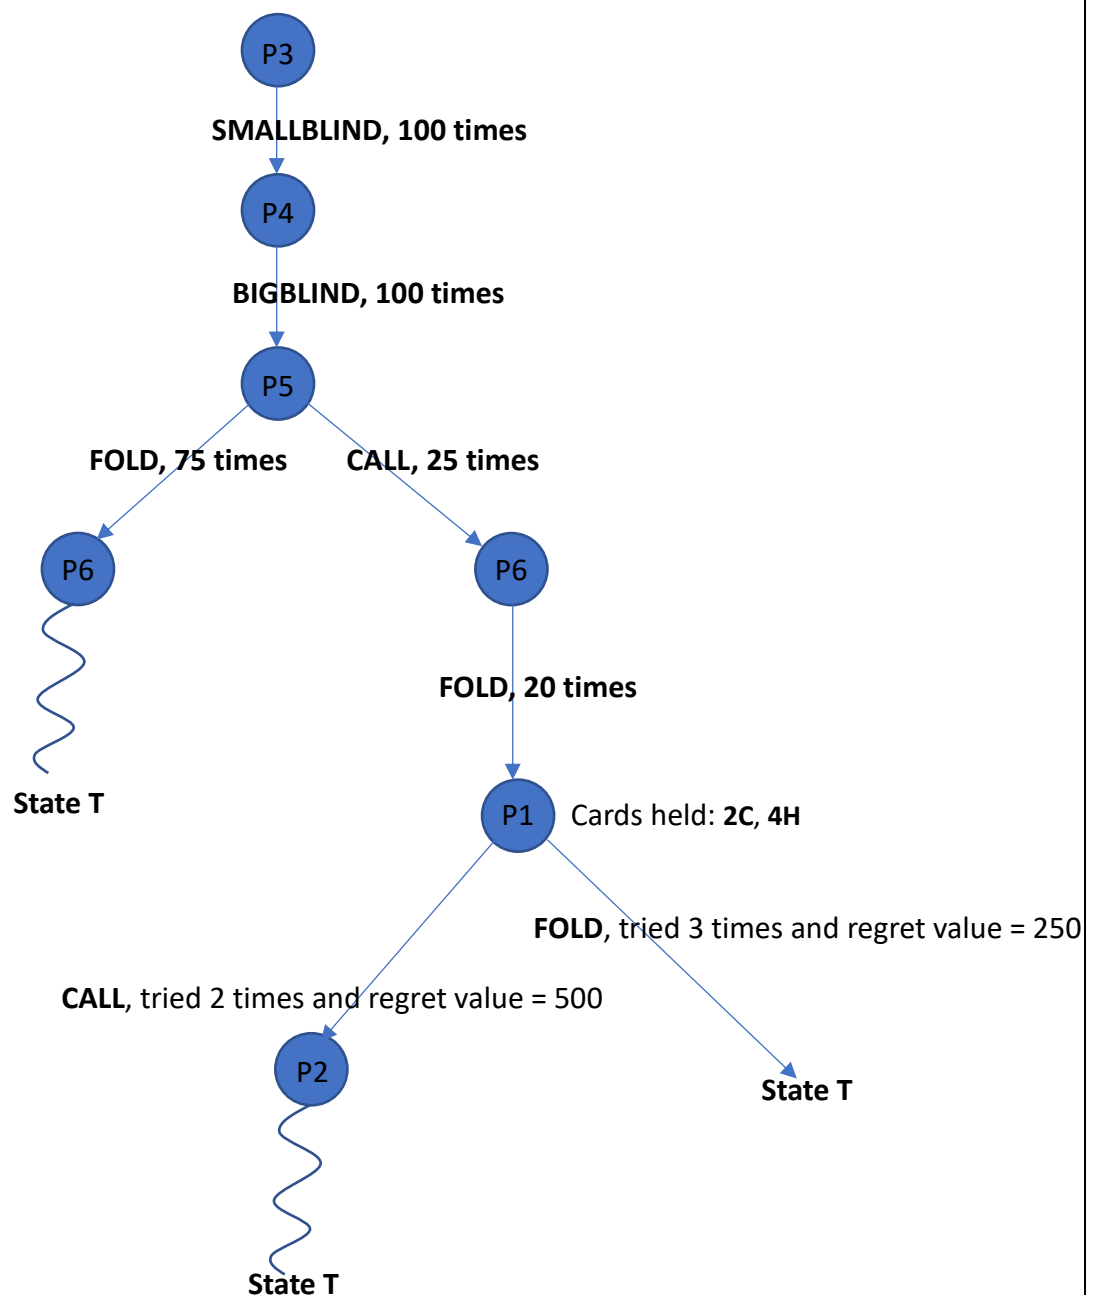 P3
SMALLBLIND, 100 times
P4
BIGBLIND, 100 times
P5
FOLD, 75 times
CALL, 25 times
P6
P6
FOLD, 20 times
State T
P1
Cards held: 2C, 4H
FOLD, tried 3 times and regret value = 250
CALL, tried 2 times and regret value = 500
P2
State T
State T